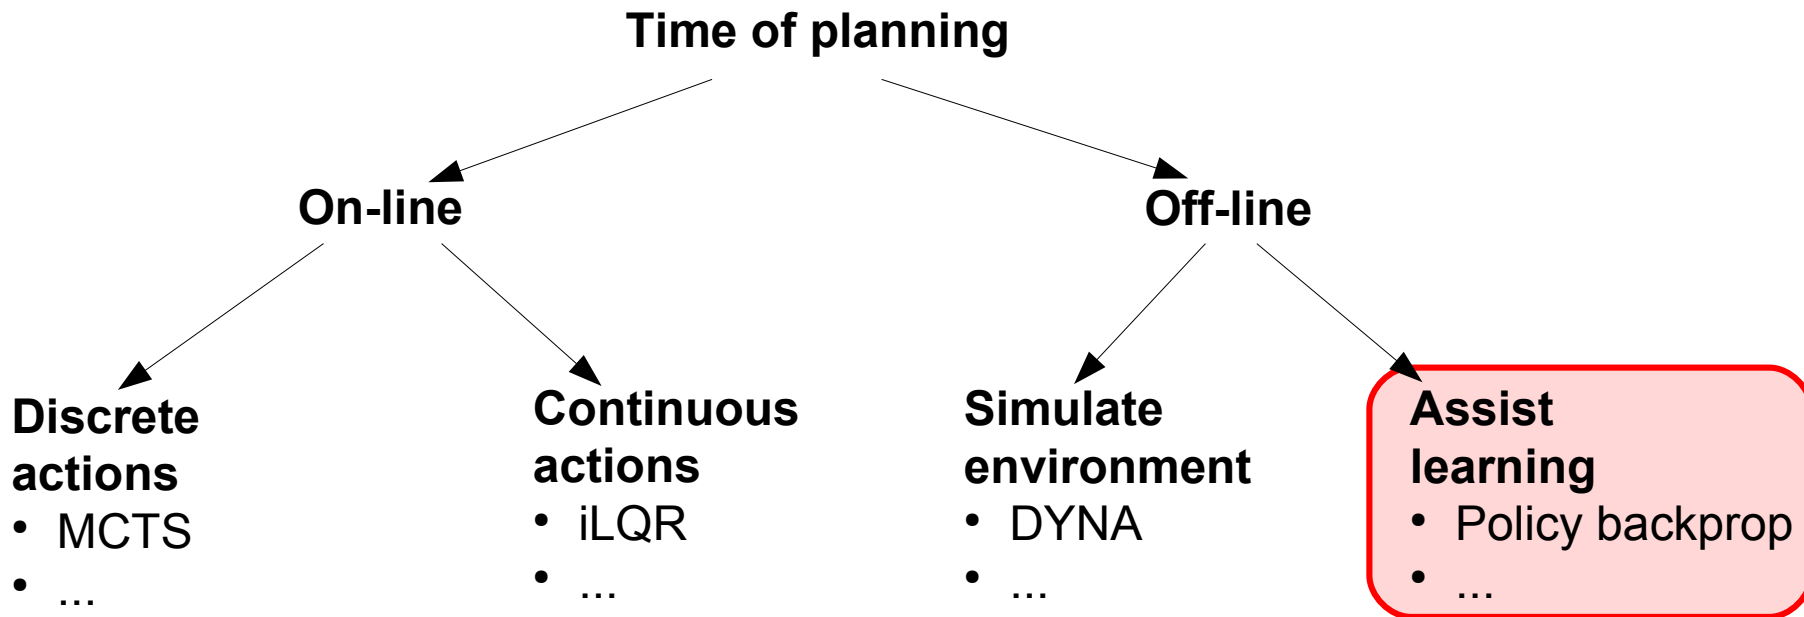 Time of planning
On-line
Off-line
Discrete
actions
• MCTS
• ...
Continuous
actions
• iLQR
• ...
Simulate
environment
• DYNA
• ...
Assist
learning
• Policy backprop
• ...